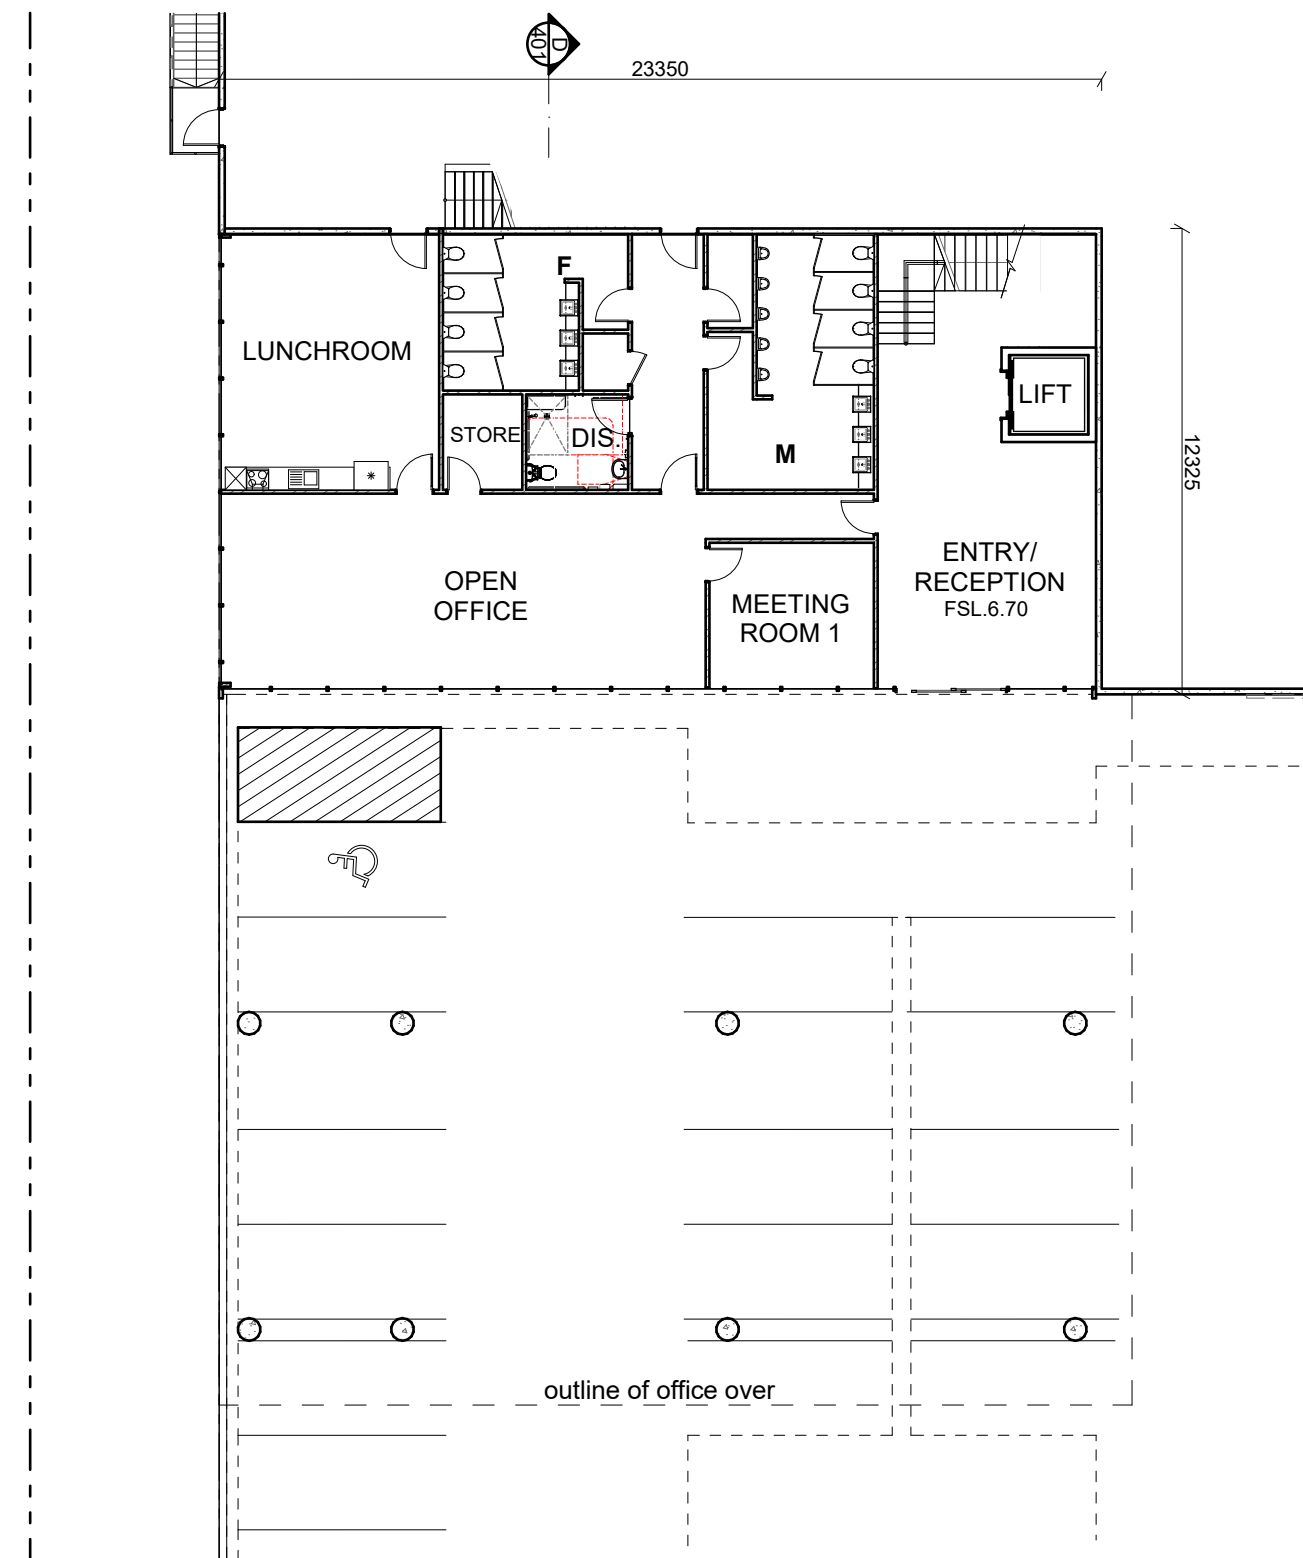 D
401
23350
F
LUNCHROOM
LIFT
STORE
DIS.
M
12325
OPEN
OFFICE
MEETING
ROOM 1
ENTRY/
RECEPTION
FSL.6.70
outline of office over